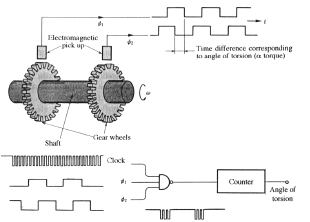 ϕ₁
t
Electromagnetic
pick up
ϕ₂
Time difference corresponding
to angle of torsion (α torque)
ω
Gear wheels
Shaft
Clock
ϕ₁
ϕ₂
Counter
Angle of
torsion